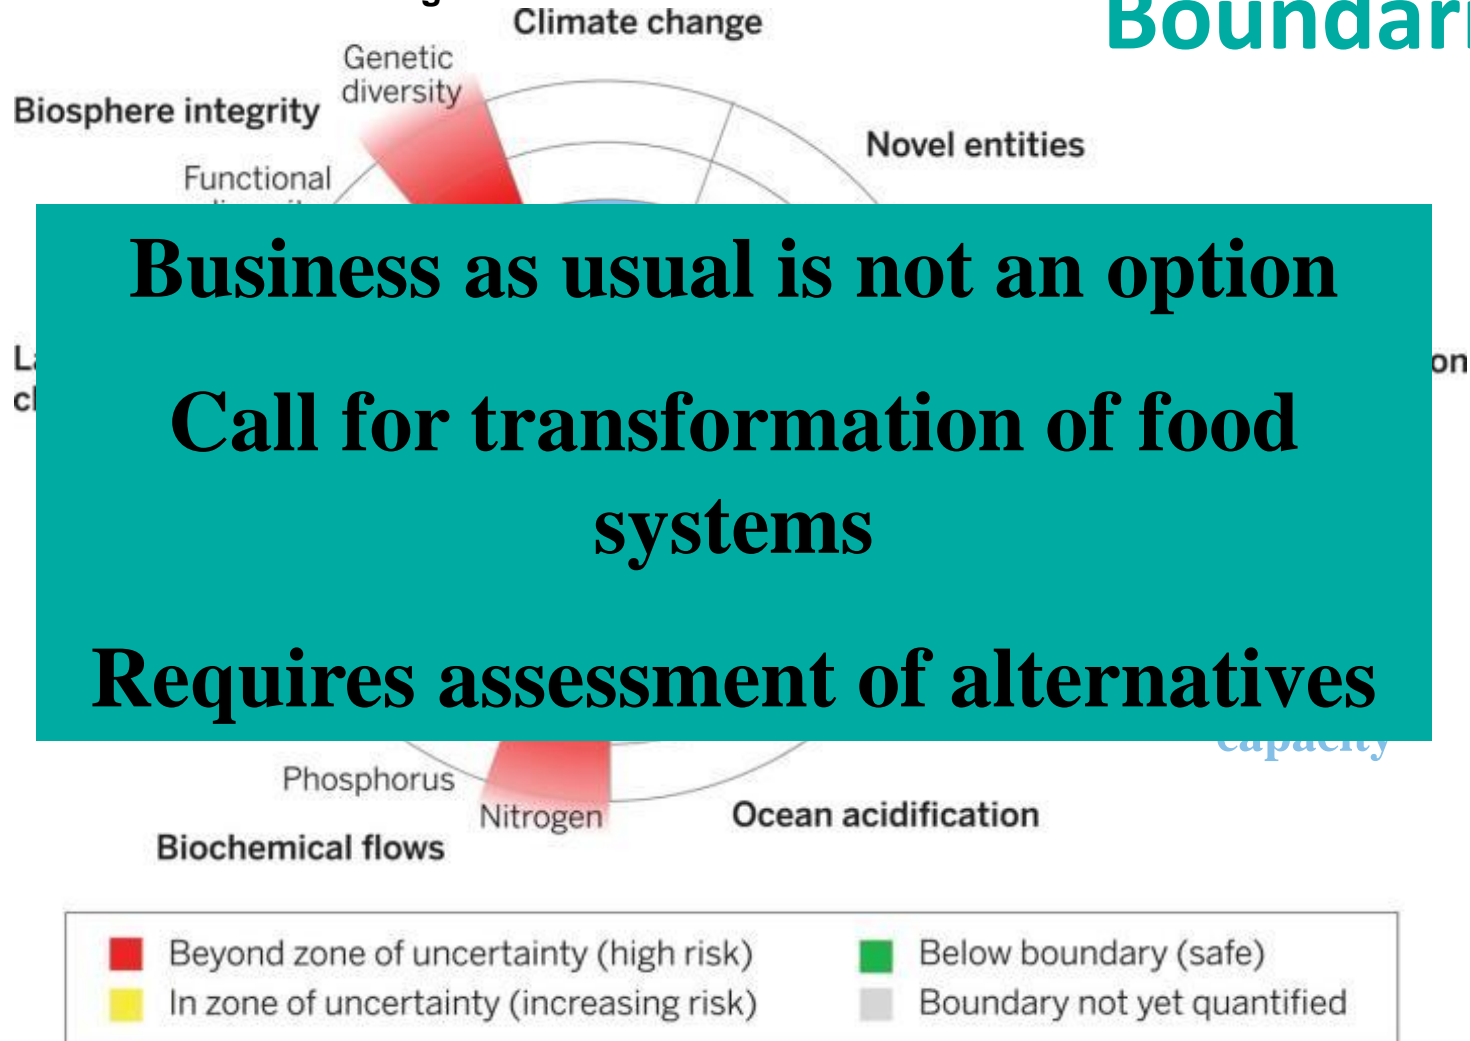 Boundari
Climate change
Genetic
diversity
Biosphere integrity
Novel entities
Functional
Business as usual is not an option
Call for transformation of food
systems
Requires assessment of alternatives
capacity
Phosphorus
Nitrogen
Ocean acidification
Biochemical flows
Beyond zone of uncertainty (high risk)
Below boundary (safe)
In zone of uncertainty (increasing risk)
Boundary not yet quantified